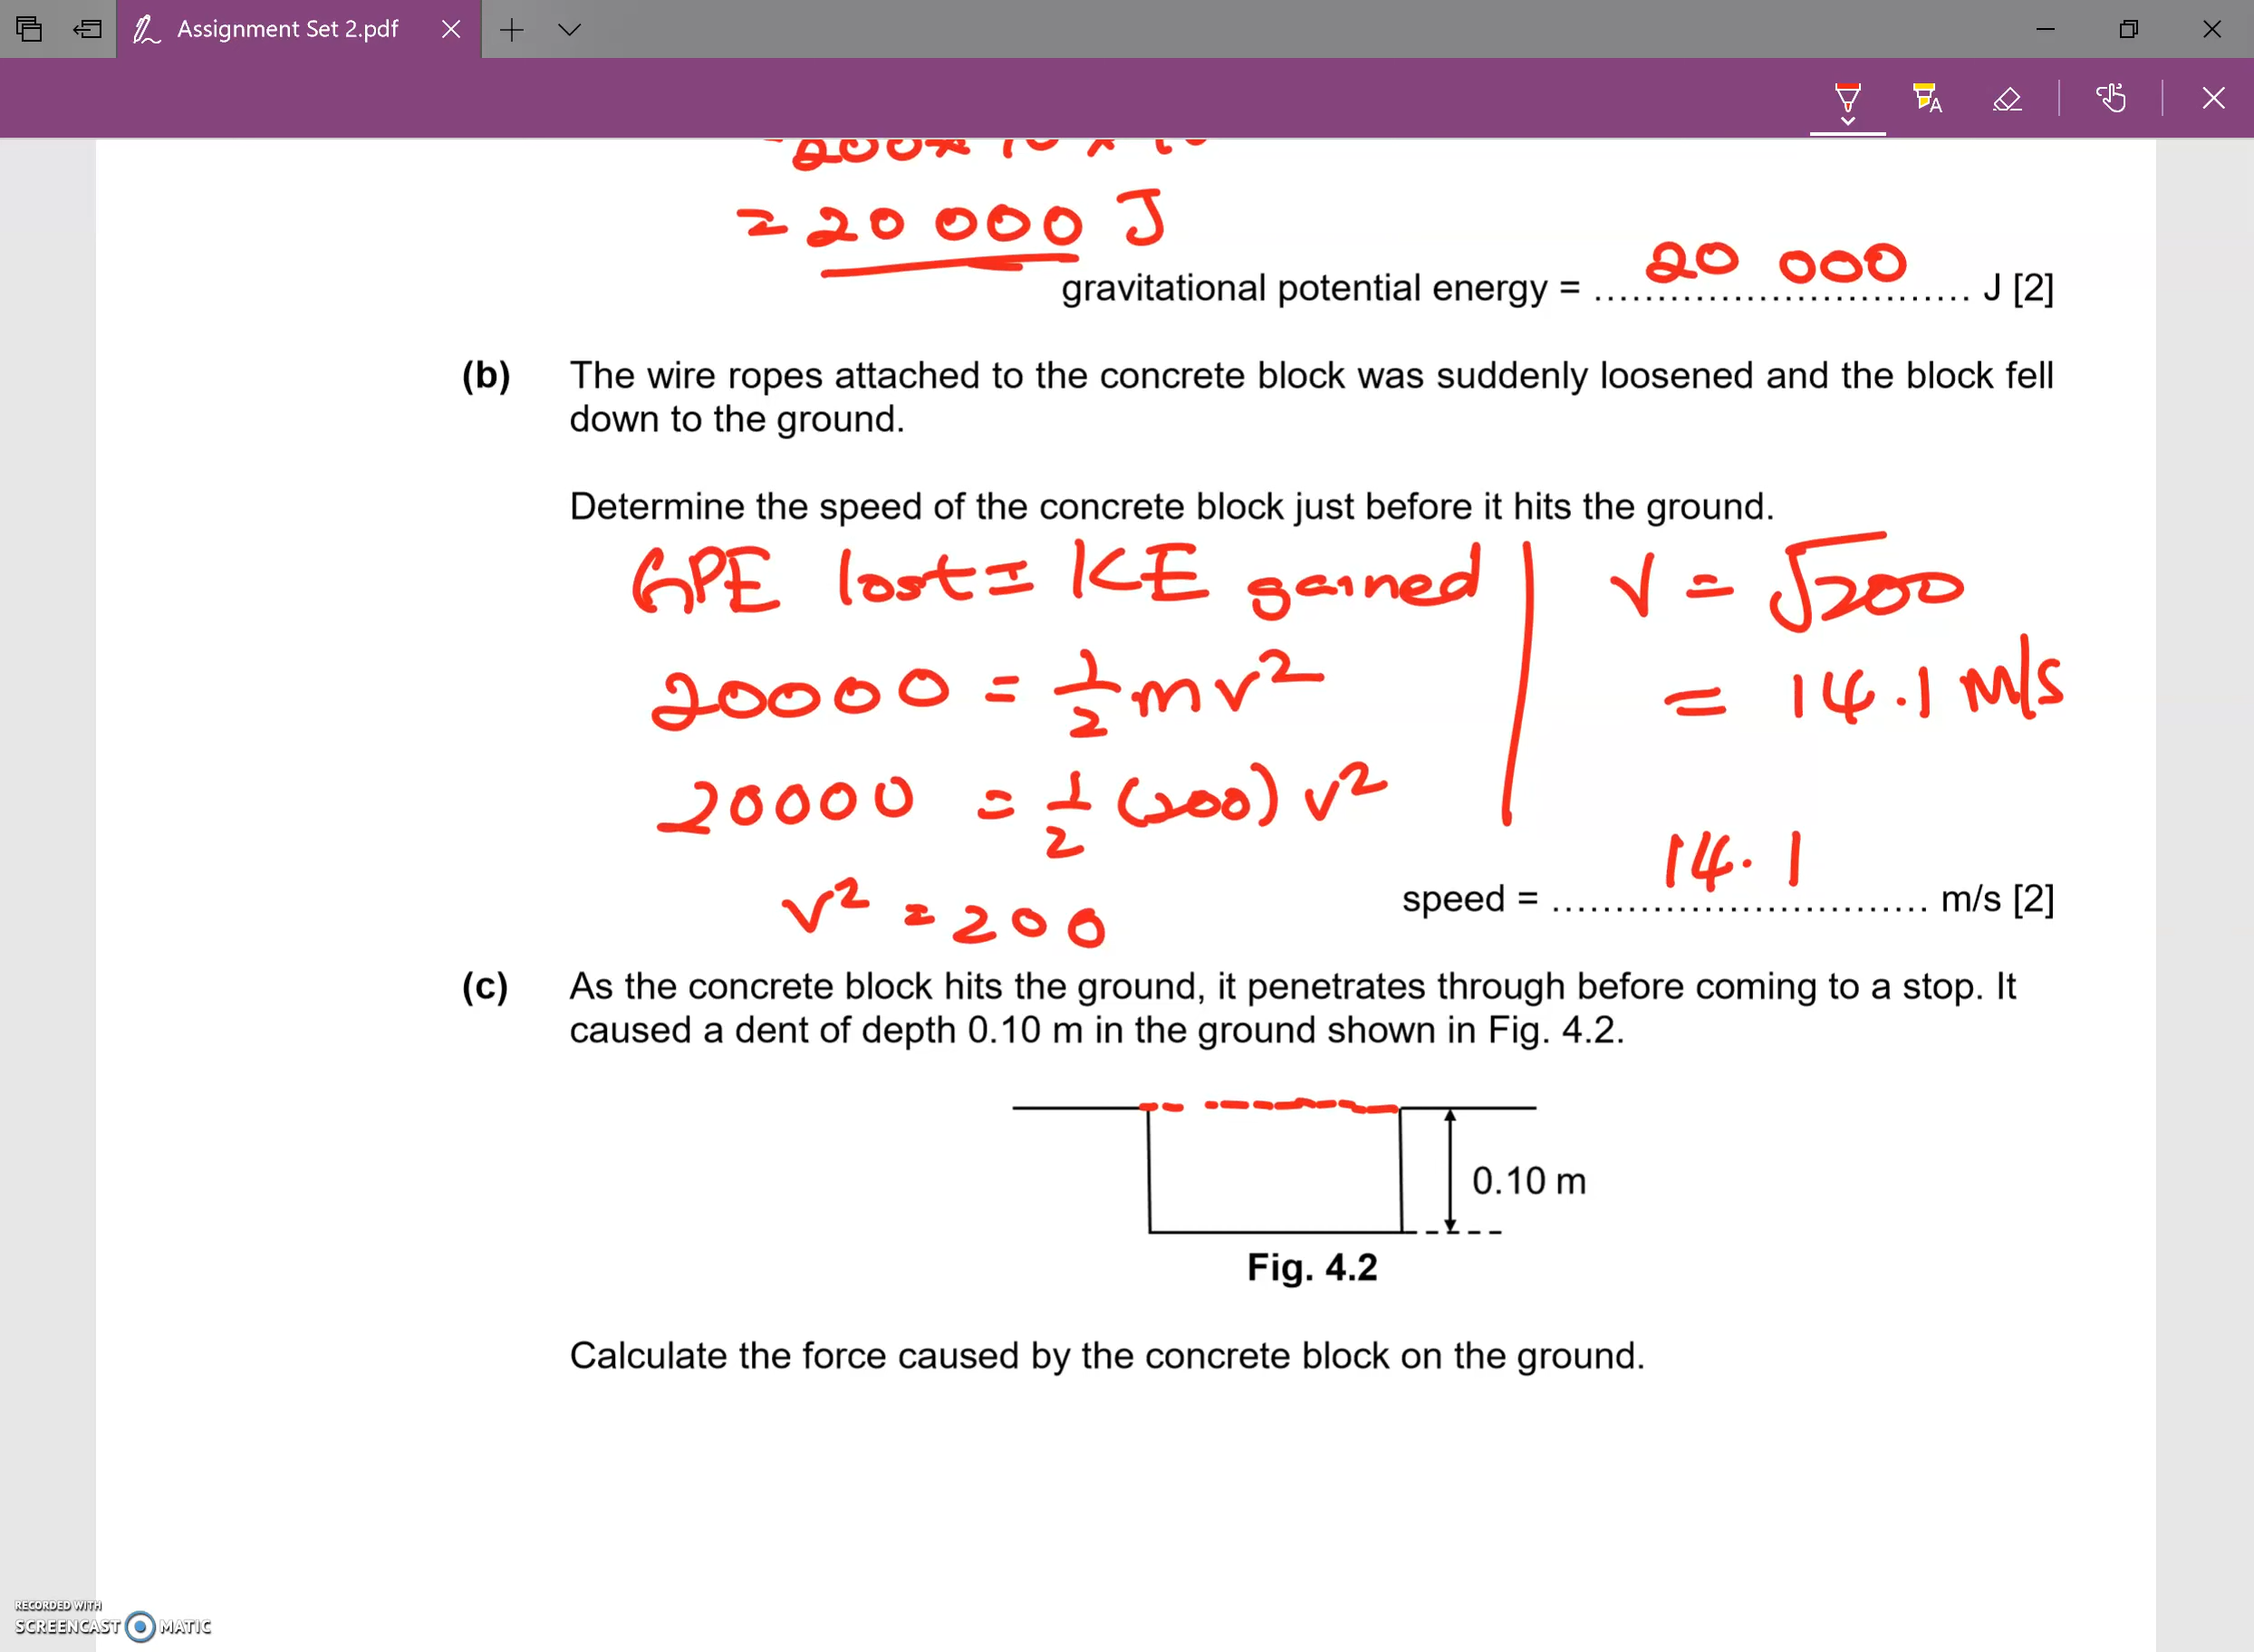 Assignment Set 2.pdf
= 20 000 J
gravitational potential energy = 20 000 J [2]
(b) The wire ropes attached to the concrete block was suddenly loosened and the block fell
down to the ground.
Determine the speed of the concrete block just before it hits the ground.
GPE lost = KE gained
20000 = 1/2 mv²
20000 = 1/2 (200) v²
v² = 200
v = √200
= 14.1 m/s
speed = 14.1 m/s [2]
(c) As the concrete block hits the ground, it penetrates through before coming to a stop. It
caused a dent of depth 0.10 m in the ground shown in Fig. 4.2.
0.10 m
Fig. 4.2
Calculate the force caused by the concrete block on the ground.
RECORDED WITH
SCREENCAST MATIC